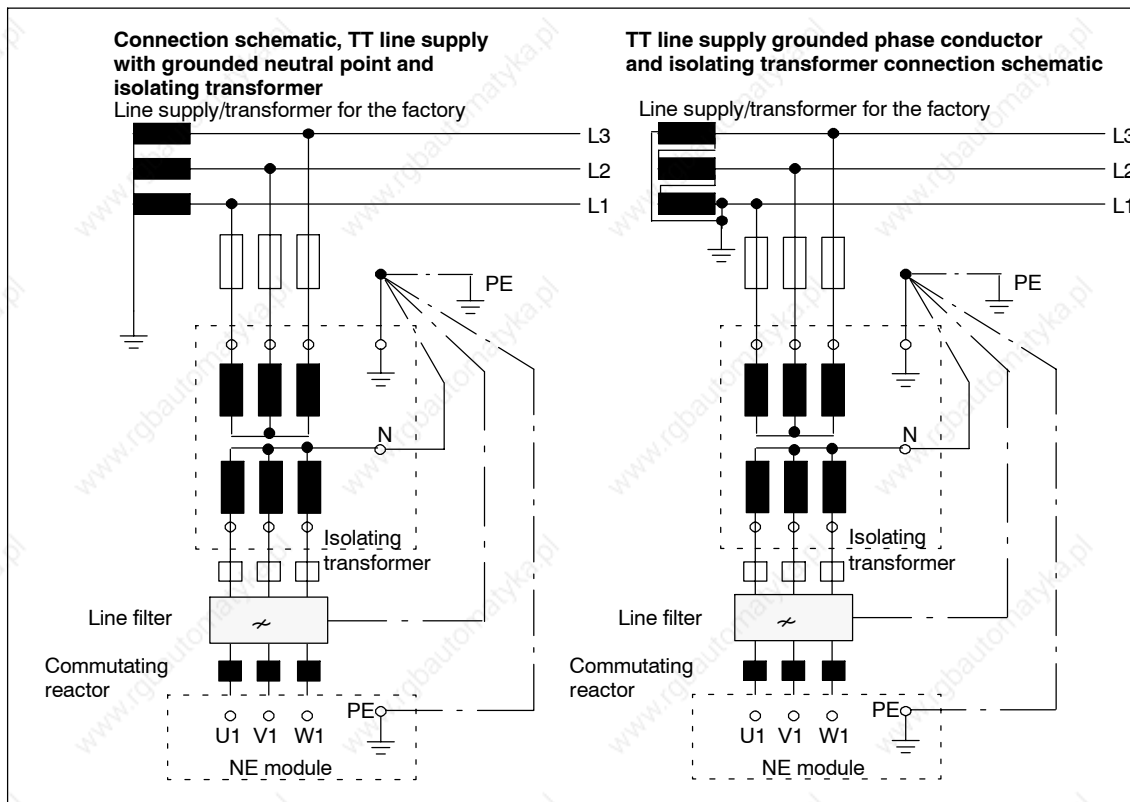 Connection schematic, TT line supply
with grounded neutral point and
isolating transformer
Line supply/transformer for the factory
L3
L2
L1
PE
N
Isolating
transformer
Line filter
Commutating
reactor
PE
U1 V1 W1
NE module
TT line supply grounded phase conductor
and isolating transformer connection schematic
Line supply/transformer for the factory
L3
L2
L1
PE
N
Isolating
transformer
Line filter
Commutating
reactor
PE
U1 V1 W1
NE module
www.rgbautomatyka.pl